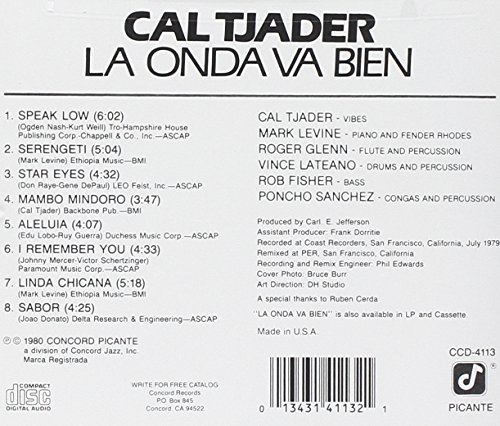 CAL TJADER
LA ONDA VA BIEN
1. SPEAK LOW (6:02)
(Ogden Nash-Kurt Weill) Tro-Hampshire House
Publishing Corp.-Chappell & Co., Inc.—ASCAP
2. SERENGETI (5:04)
(Mark Levine) Ethiopia Music—BMI
3. STAR EYES (4:32)
(Don Raye-Gene DePaul) LEO Feist, Inc.—ASCAP
4. MAMBO MINDORO (3:47)
(Cal Tjader) Backbone Pub.—BMI
5. ALELUIA (4:07)
(Edu Lobo-Ruy Guerra) Duchess Music Corp—ASCAP
6. I REMEMBER YOU (4:33)
(Johnny Mercer-Victor Schertzinger)
Paramount Music Corp.—ASCAP
7. LINDA CHICANA (5:18)
(Mark Levine) Ethiopia Music—BMI
8. SABOR (4:25)
(Joao Donato) Delta Research & Engineering—ASCAP
℗ © 1980 CONCORD PICANTE
a division of Concord Jazz, Inc.
Marca Registrada
CAL TJADER - VIBES
MARK LEVINE - PIANO AND FENDER RHODES
ROGER GLENN - FLUTE AND PERCUSSION
VINCE LATEANO - DRUMS AND PERCUSSION
ROB FISHER - BASS
PONCHO SANCHEZ - CONGAS AND PERCUSSION
Produced by Carl. E. Jefferson
Assistant Producer: Frank Dorritie
Recorded at Coast Recorders, San Francisco, California, July 1979
Remixed at PER, San Francisco, California
Recording and Remix Engineer: Phil Edwards
Cover Photo: Bruce Burr
Art Direction: DH Studio
A special thanks to Ruben Cerda
"LA ONDA VA BIEN" is also available in LP and Cassette.
Made in U.S.A.
COMPACT
disc
DIGITAL AUDIO
WRITE FOR FREE CATALOG
PO BOX 845
Concord, CA 94522
0 13431 41132 1
CCD-4113
PICANTE